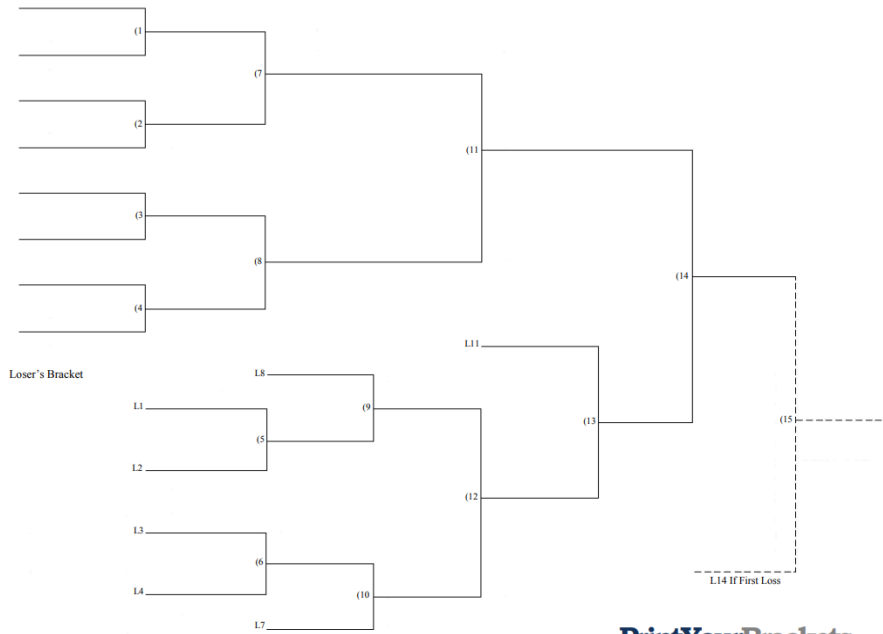 (1
(7
(2
(11
(3
(8
(14
(4
L11
Loser's Bracket
L8
L1
(9
(15
(13
(5
L2
(12
L3
(6
L14 If First Loss
L4
(10
L7
PrintYourBrackets